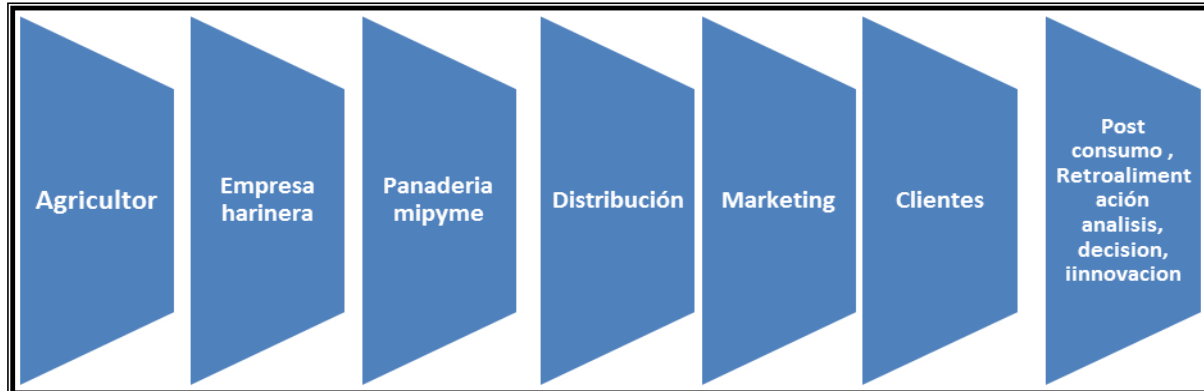 Agricultor
Empresa
harinera
Panaderia
mipyme
Distribución
Marketing
Clientes
Post
consumo ,
Retroaliment
ación
analisis,
decision,
iinnovacion